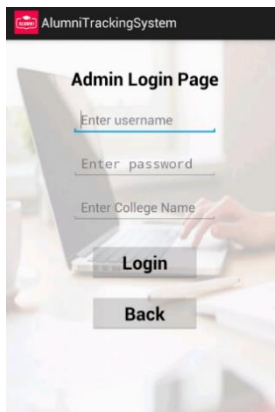 AlumniTrackingSystem
Admin Login Page
Enter username
Enter password
Enter College Name
Login
Back